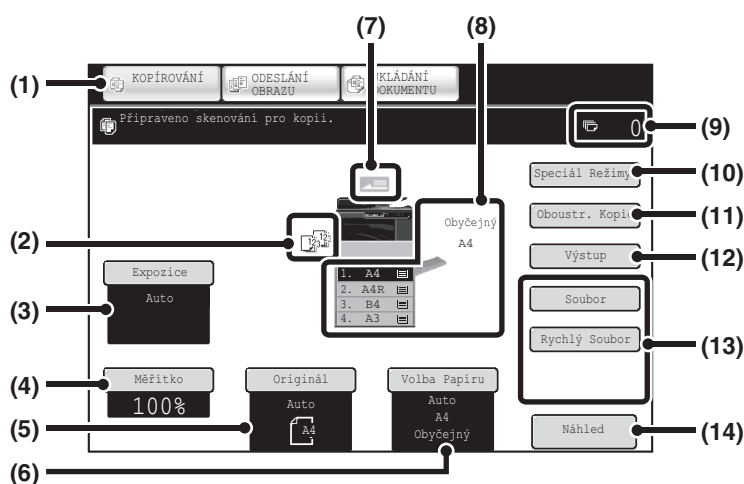 (7)
(8)
(1)
KOPÍROVÁNÍ
ODESLÁNÍ
OBRAZU
UKLÁDÁNÍ
DOKUMENTU
Připraveno skenování pro kopii.
0
(9)
Speciál Režimy
(10)
Obyčejný
A4
Oboustr. Kopie
(11)
(2)
Výstup
(12)
Expozice
Auto
(3)
1. A4
2. A4R
3. B4
4. A3
Soubor
Rychlý Soubor
(13)
Měřítko
100%
(4)
Originál
Auto
A4
(5)
Volba Papíru
Auto
A4
Obyčejný
(6)
Náhled
(14)